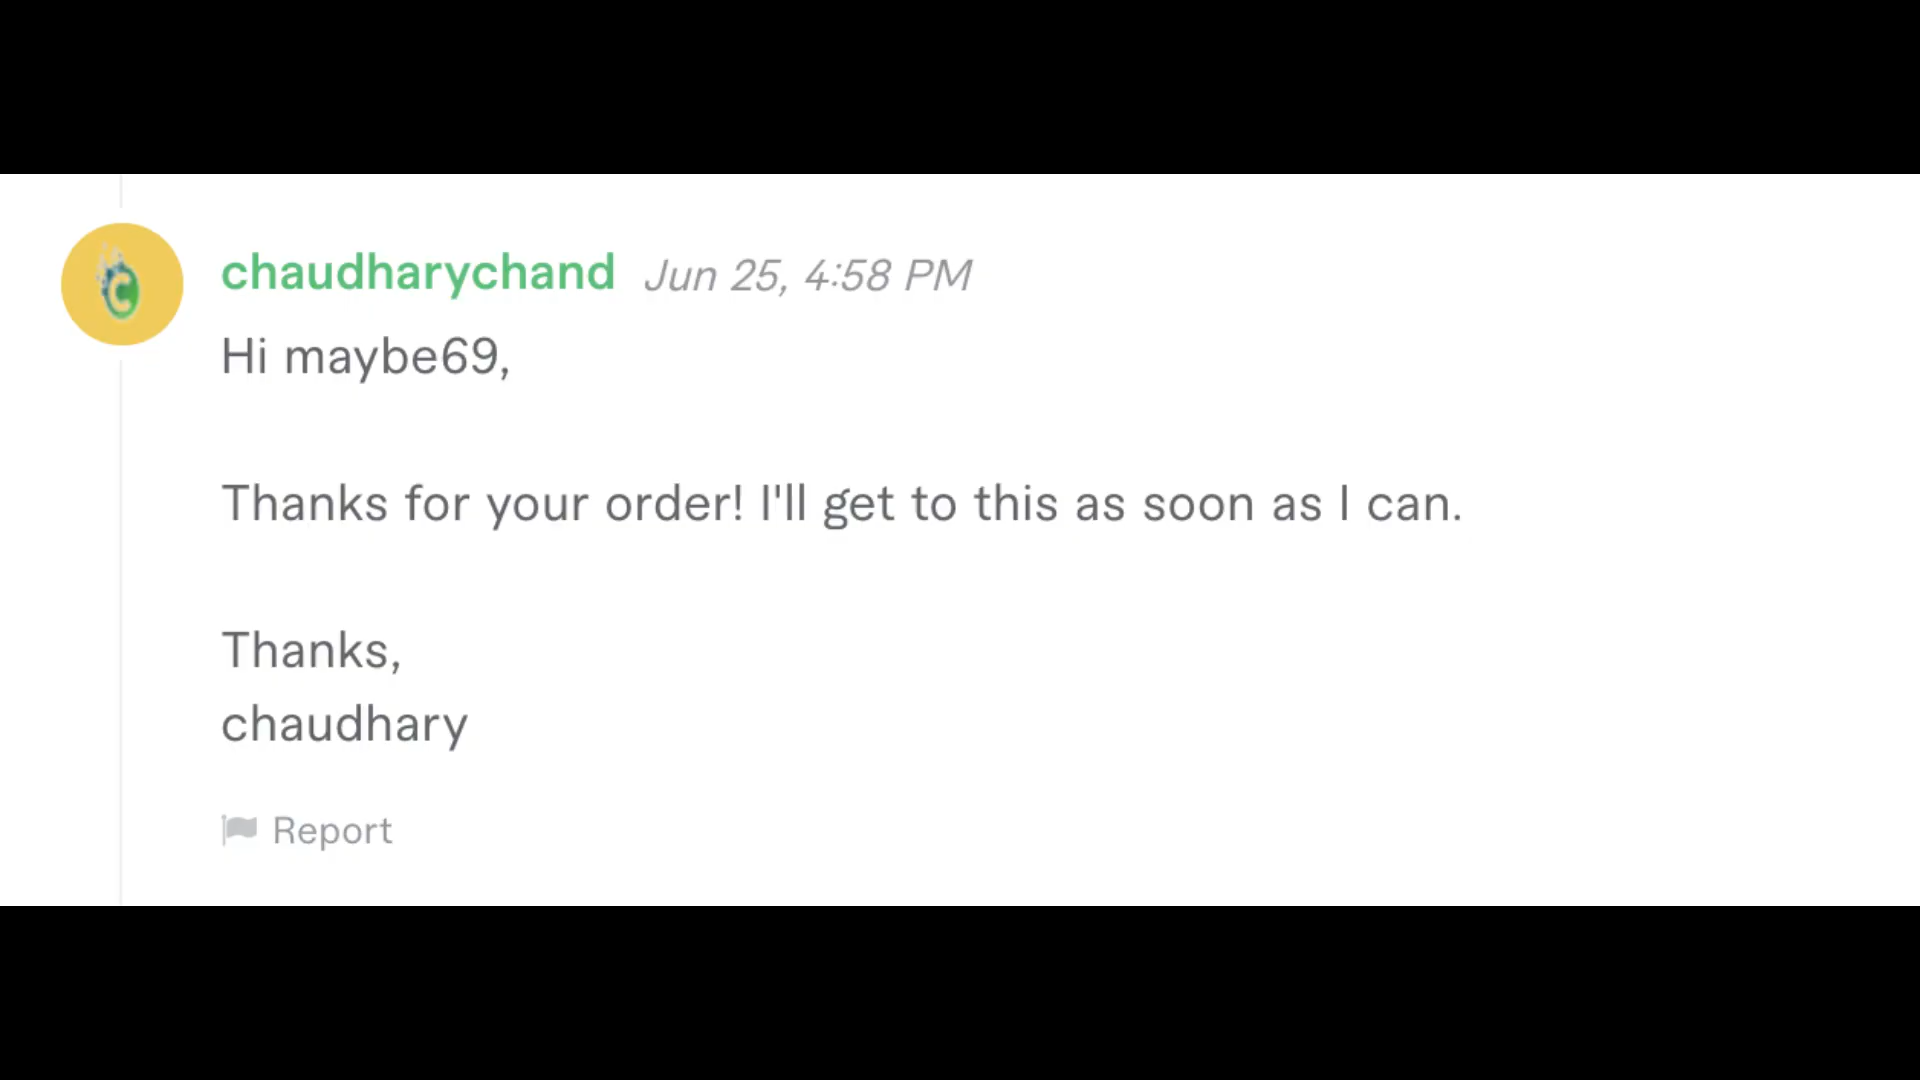 chaudharychand Jun 25, 4:58 PM
Hi maybe69,
Thanks for your order! I'll get to this as soon as I can.
Thanks,
chaudhary
Report